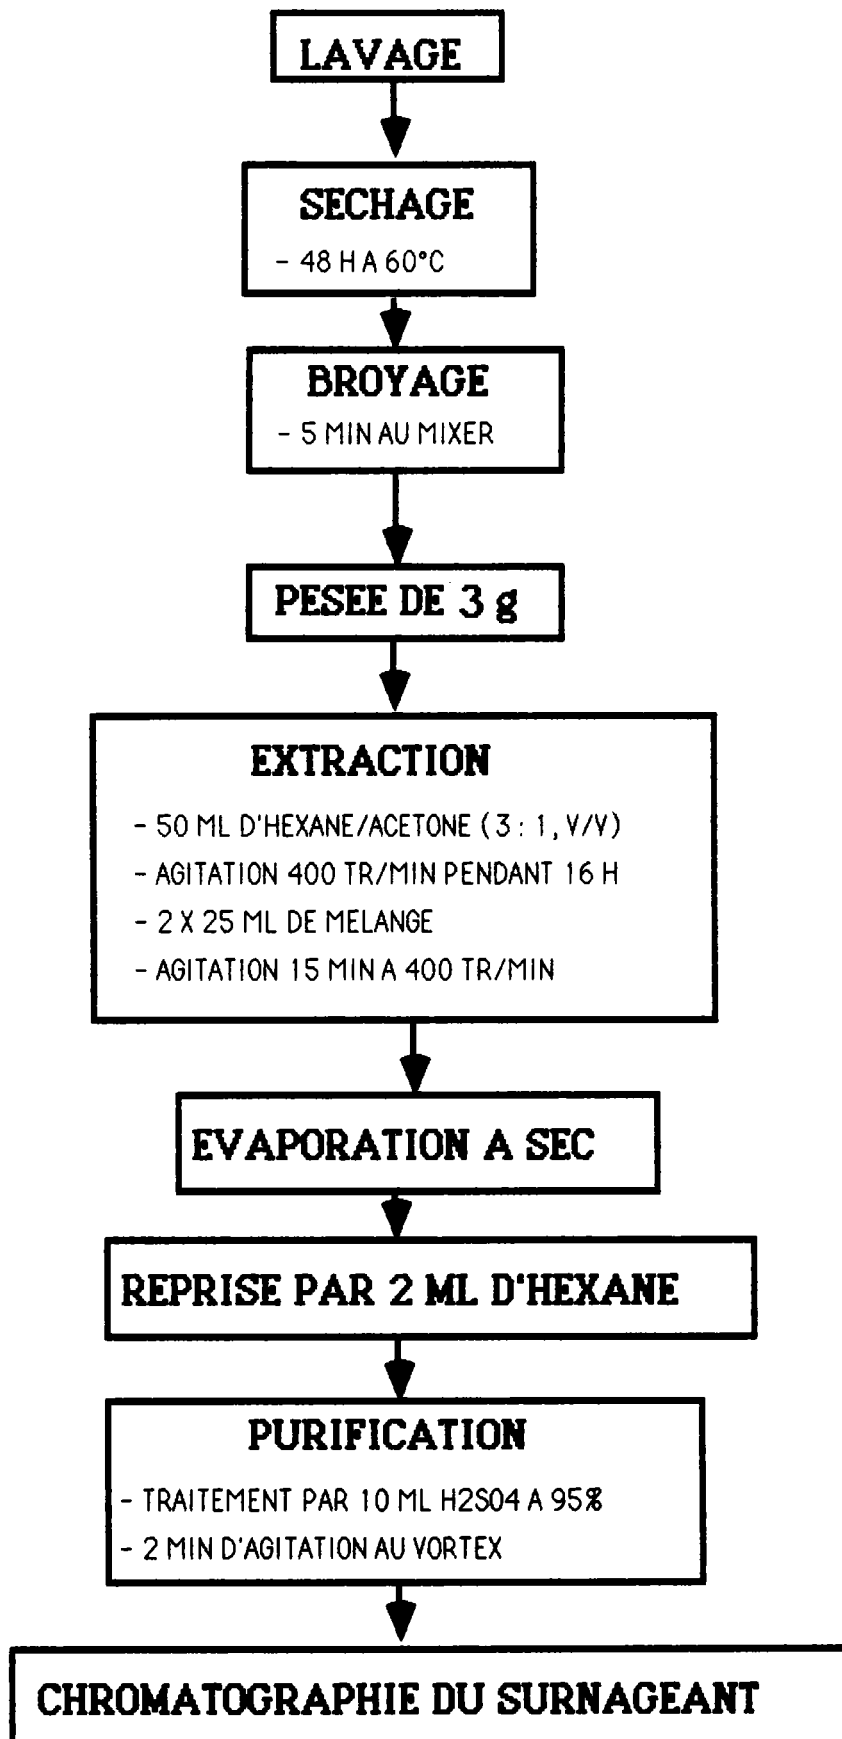 LAVAGE
SECHAGE
- 48 H A 60°C
BROYAGE
- 5 MIN AU MIXER
PESEE DE 3 g
EXTRACTION
- 50 ML D'HEXANE/ACETONE (3 : 1, V/V)
- AGITATION 400 TR/MIN PENDANT 16 H
- 2 X 25 ML DE MELANGE
- AGITATION 15 MIN A 400 TR/MIN
EVAPORATION A SEC
REPRISE PAR 2 ML D'HEXANE
PURIFICATION
- TRAITEMENT PAR 10 ML H2SO4 A 95%
- 2 MIN D'AGITATION AU VORTEX
CHROMATOGRAPHIE DU SURNAGEANT